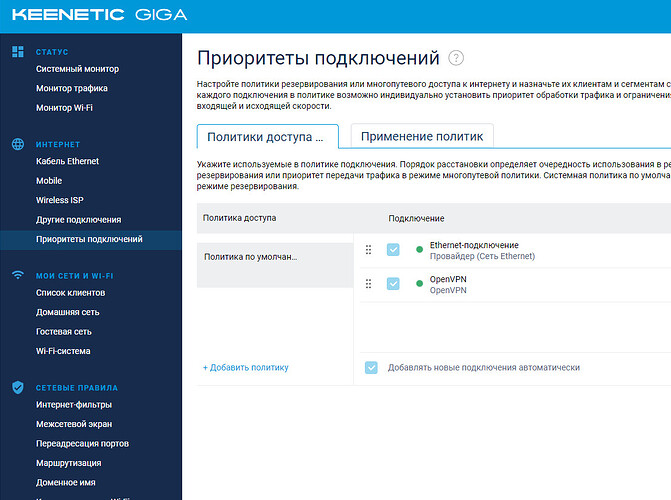 KEENETIC GIGA
СТАТУС
Системный монитор
Монитор трафика
Монитор Wi-Fi
ИНТЕРНЕТ
Кабель Ethernet
Mobile
Wireless ISP
Другие подключения
Приоритеты подключений
МОИ СЕТИ И WI-FI
Список клиентов
Домашняя сеть
Гостевая сеть
Wi-Fi-система
СЕТЕВЫЕ ПРАВИЛА
Интернет-фильтры
Межсетевой экран
Переадресация портов
Маршрутизация
Доменное имя
Приоритеты подключений ?
Настройте политики резервирования или многопутевого доступа к интернету и назначьте их клиентам и сегментам с
каждого подключения в политике возможно индивидуально установить приоритет обработки трафика и ограничени
входящей и исходящей скорости.
Политики доступа ...
Применение политик
Укажите используемые в политике подключения. Порядок расстановки определяет очередность использования в ре
резервирования или приоритет передачи трафика в режиме многопутевой политики. Системная политика по умолча
режиме резервирования.
Политика доступа
Подключение
Политика по умолчан...
Ethernet-подключение
Провайдер (Сеть Ethernet)
OpenVPN
OpenVPN
+ Добавить политику
Добавлять новые подключения автоматически